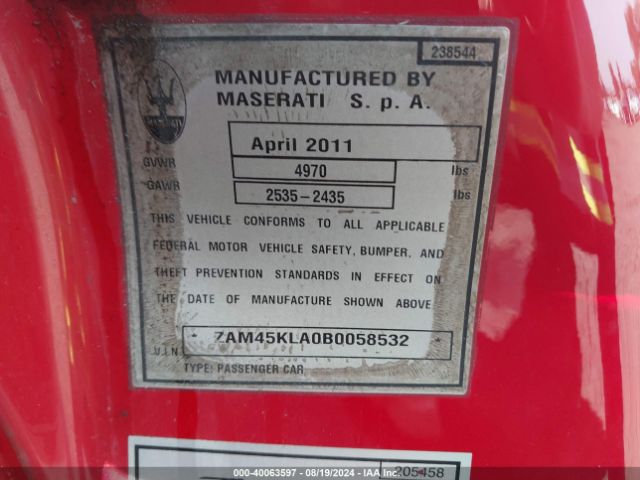 238544
MANUFACTURED BY
MASERATI S. p. A.
MASERATI
April 2011
GVWR 4970 lbs
GAWR 2535-2435 lbs
THIS VEHICLE CONFORMS TO ALL APPLICABLE
FEDERAL MOTOR VEHICLE SAFETY, BUMPER, AND
THEFT PREVENTION STANDARDS IN EFFECT ON
THE DATE OF MANUFACTURE SHOWN ABOVE
V.I.N. * ZAM45KLA0B0058532 *
TYPE: PASSENGER CAR
205458
000-40063597 - 08/19/2024 - IAA Inc.